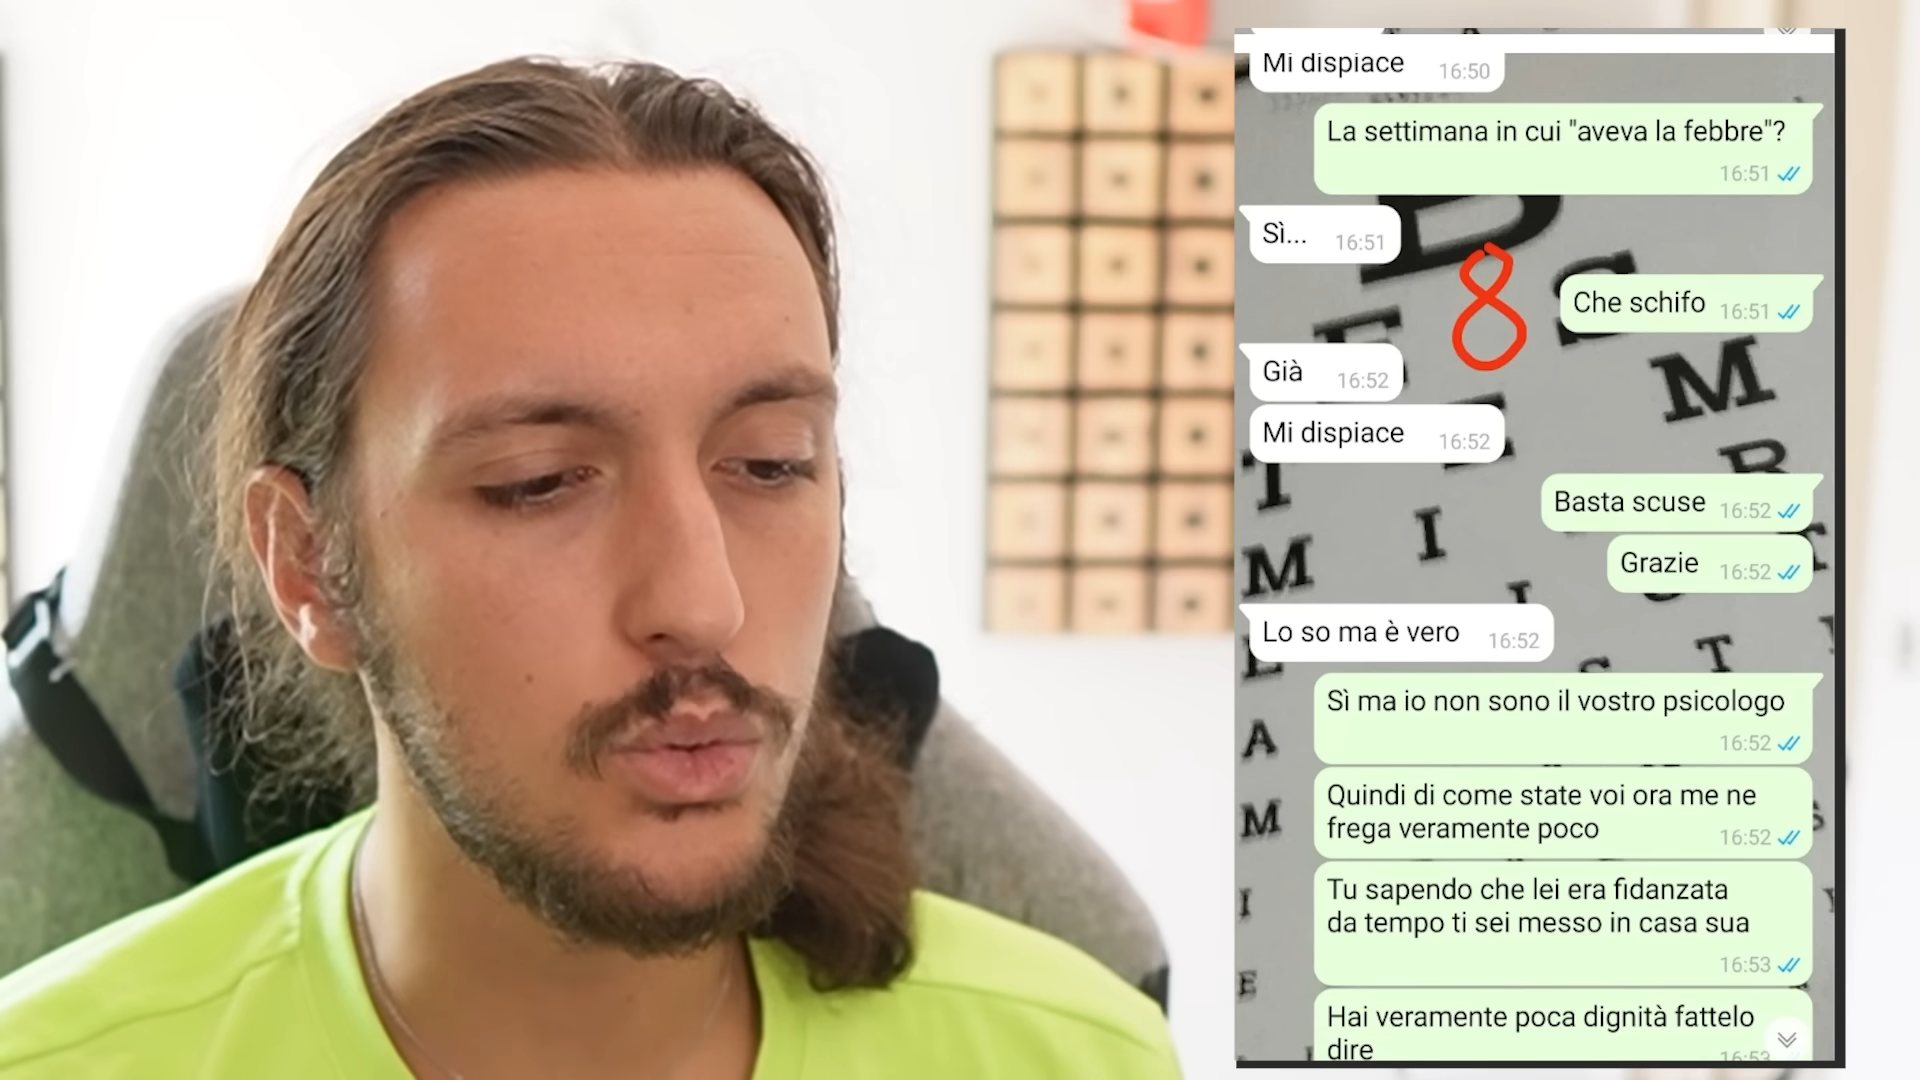 Mi dispiace 16:50
La settimana in cui "aveva la febbre"?
16:51
Sì... 16:51
8
Che schifo 16:51
Già 16:52
Mi dispiace 16:52
Basta scuse 16:52
Grazie 16:52
Lo so ma è vero 16:52
Sì ma io non sono il vostro psicologo
16:52
Quindi di come state voi ora me ne
frega veramente poco 16:52
Tu sapendo che lei era fidanzata
da tempo ti sei messo in casa sua
16:53
Hai veramente poca dignità fattelo
dire 16:53